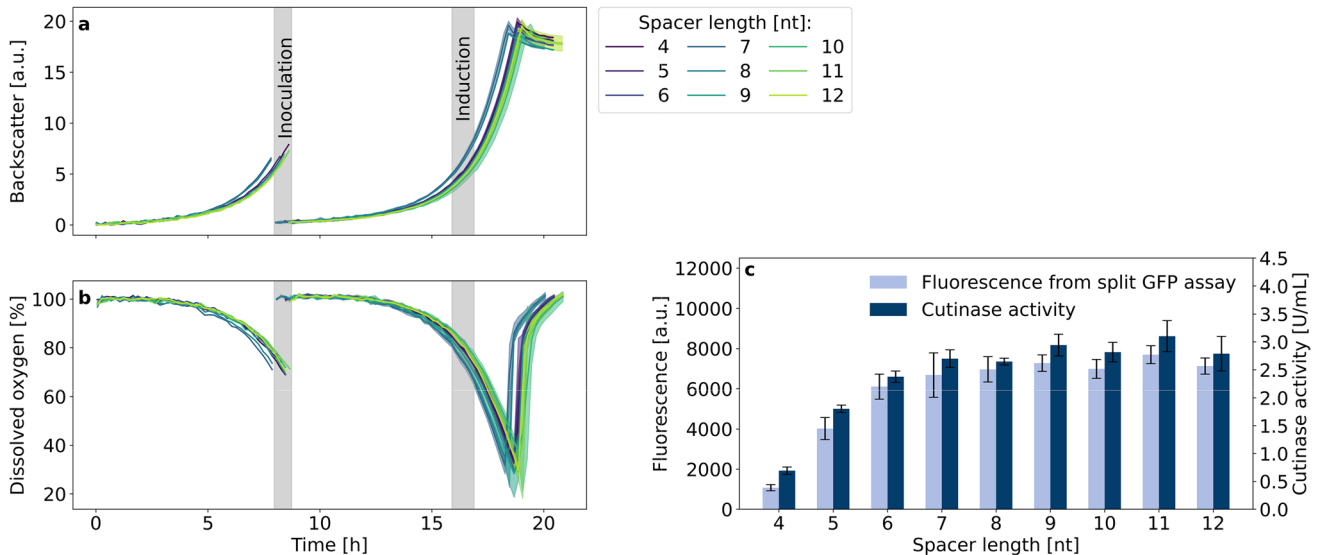 a
Backscatter [a.u.]
20
15
10
5
0
Inoculation
Induction
Spacer length [nt]:
4 7 10
5 8 11
6 9 12
b
Dissolved oxygen [%]
100
80
60
40
20
0 5 10 15 20
Time [h]
c
Fluorescence [a.u.]
12000
10000
8000
6000
4000
2000
0
Fluorescence from split GFP assay
Cutinase activity
4.5
4.0
3.5
3.0
2.5
2.0
1.5
1.0
0.5
0.0
Cutinase activity [U/mL]
4 5 6 7 8 9 10 11 12
Spacer length [nt]